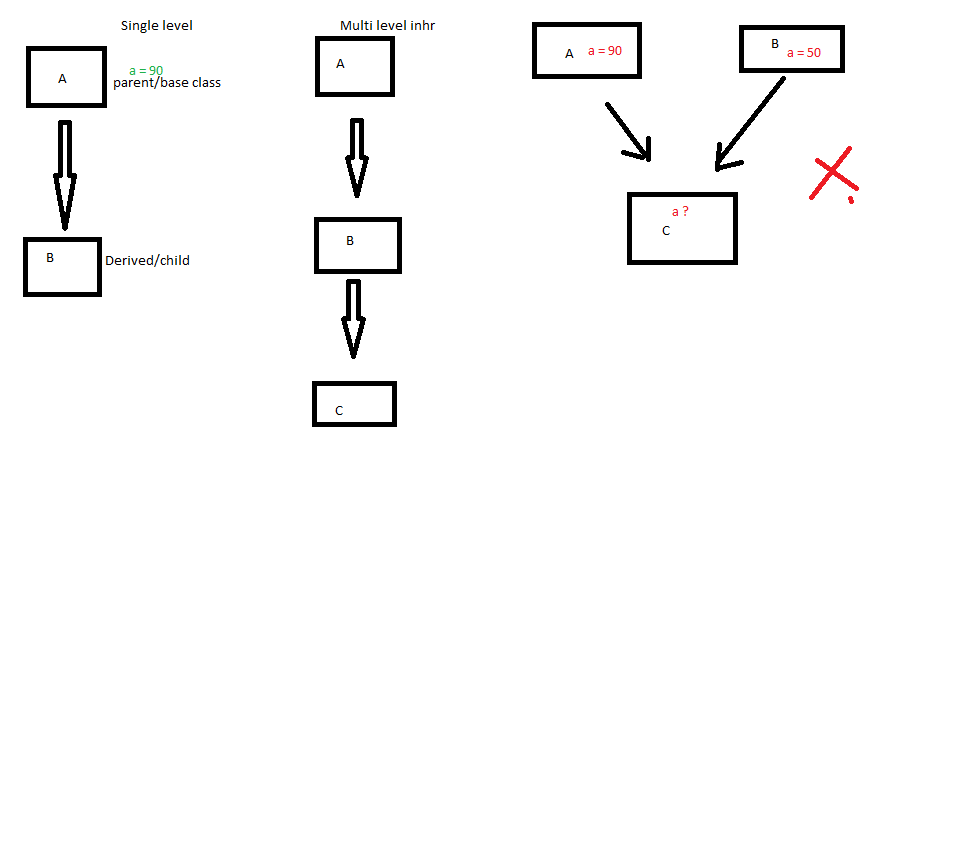 Single level
A
a = 90
parent/base class
B
Derived/child
Multi level inhr
A
B
C
A
a = 90
B
a = 50
a ?
C